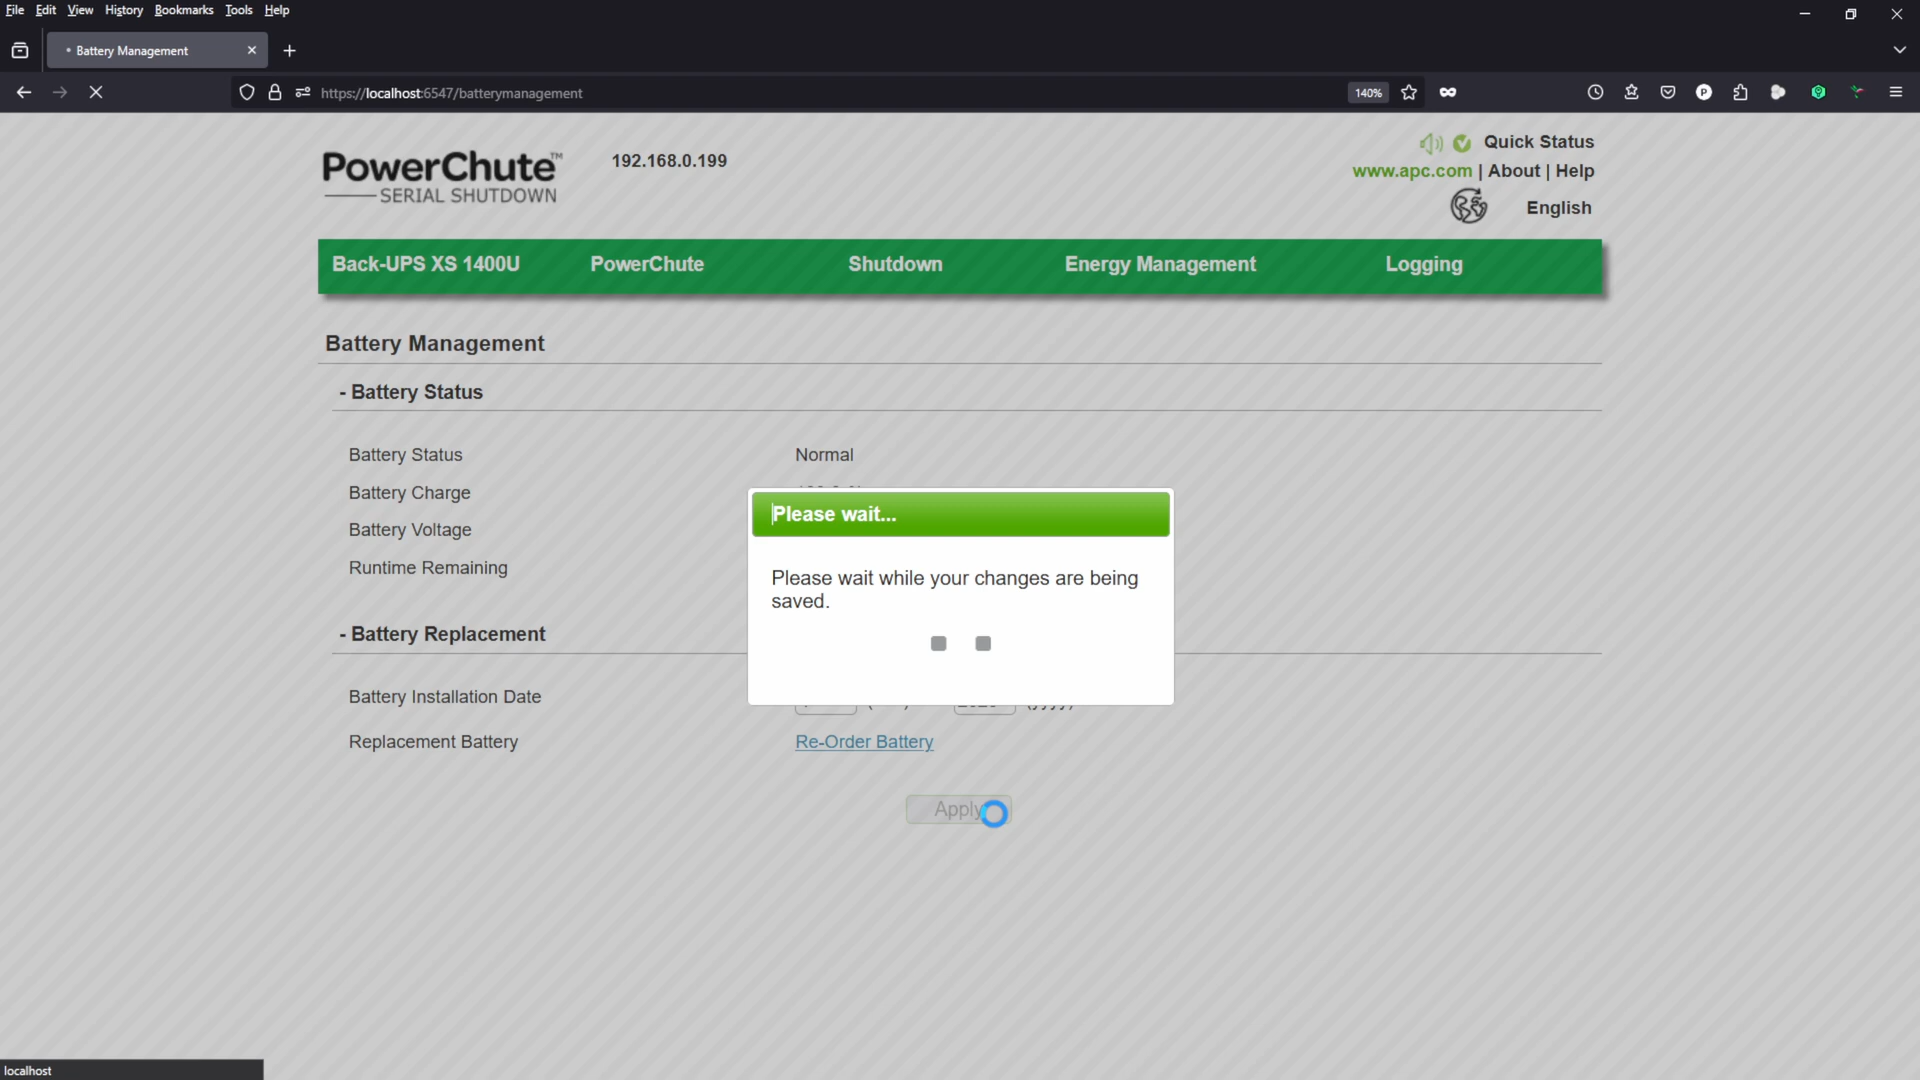 File Edit View History Bookmarks Tools Help
Battery Management
https://localhost:6547/batterymanagement
140%
PowerChute™
SERIAL SHUTDOWN
192.168.0.199
Quick Status
www.apc.com | About | Help
English
Back-UPS XS 1400U PowerChute Shutdown Energy Management Logging
Battery Management
- Battery Status
Battery Status Normal
Battery Charge
Battery Voltage
Runtime Remaining
Please wait...
Please wait while your changes are being
saved.
- Battery Replacement
Battery Installation Date
Replacement Battery Re-Order Battery
Apply
localhost